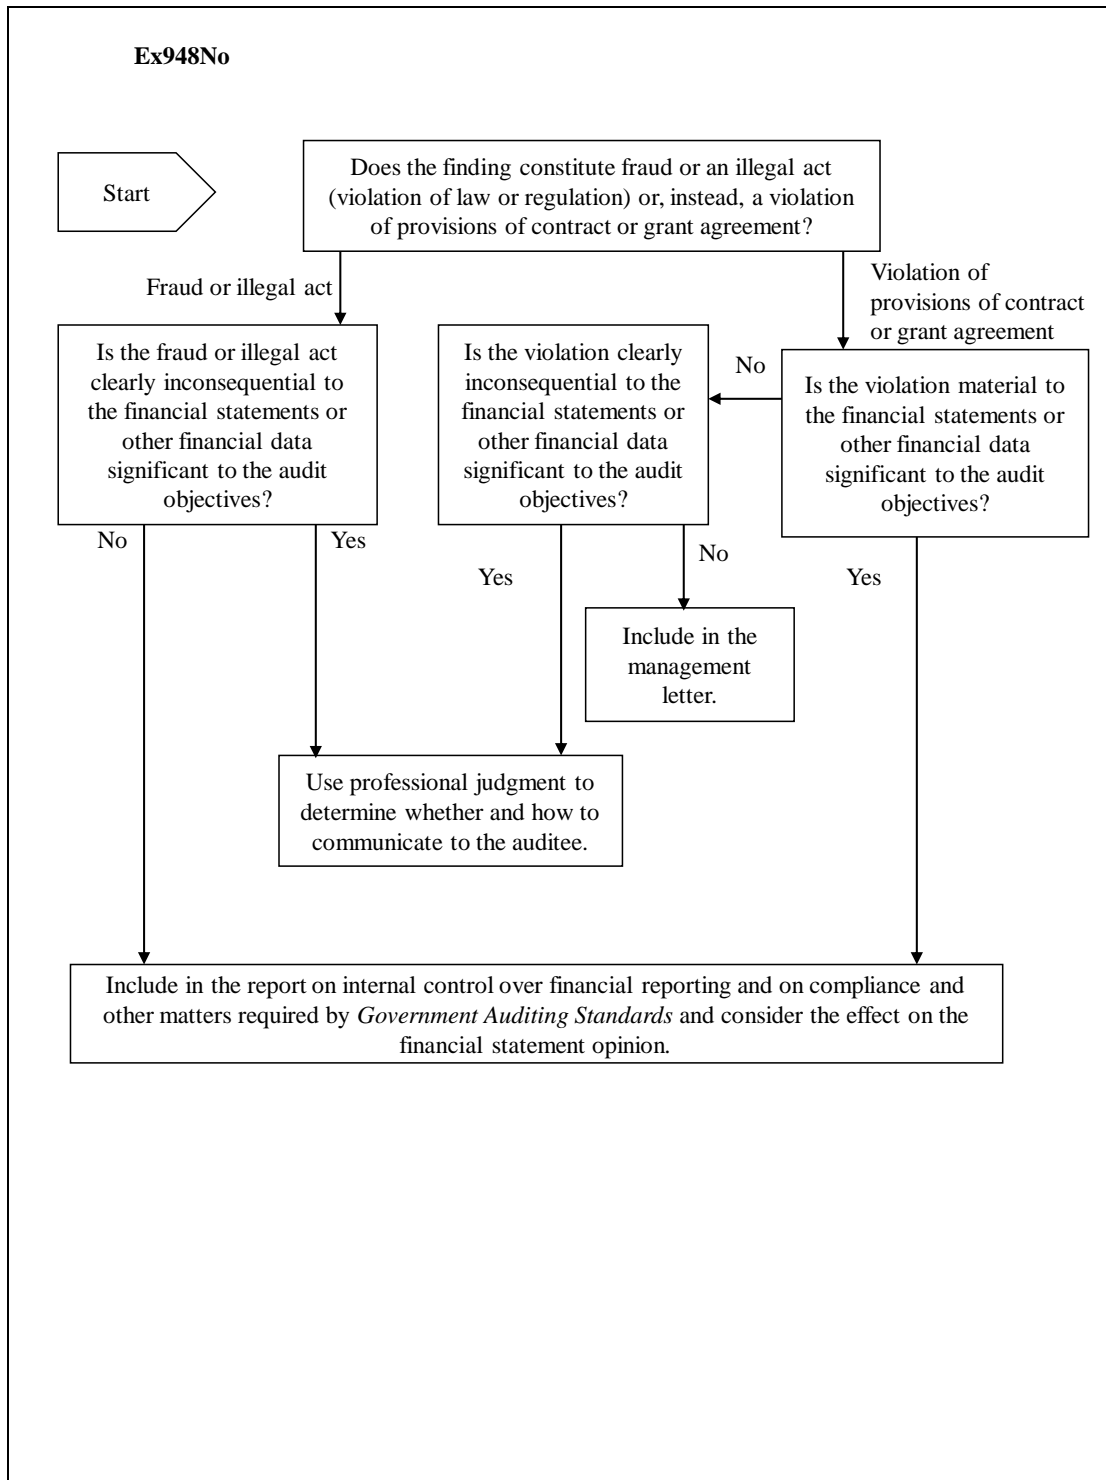 Ex948No
Start
Does the finding constitute fraud or an illegal act
(violation of law or regulation) or, instead, a violation
of provisions of contract or grant agreement?
Fraud or illegal act
Violation of
provisions of contract
or grant agreement
Is the fraud or illegal act
clearly inconsequential to
the financial statements or
other financial data
significant to the audit
objectives?
Is the violation clearly
inconsequential to the
financial statements or
other financial data
significant to the audit
objectives?
No
Is the violation material to
the financial statements or
other financial data
significant to the audit
objectives?
No
Yes
Yes
No
Yes
Include in the
management
letter.
Use professional judgment to
determine whether and how to
communicate to the auditee.
Include in the report on internal control over financial reporting and on compliance and
other matters required by Government Auditing Standards and consider the effect on the
financial statement opinion.